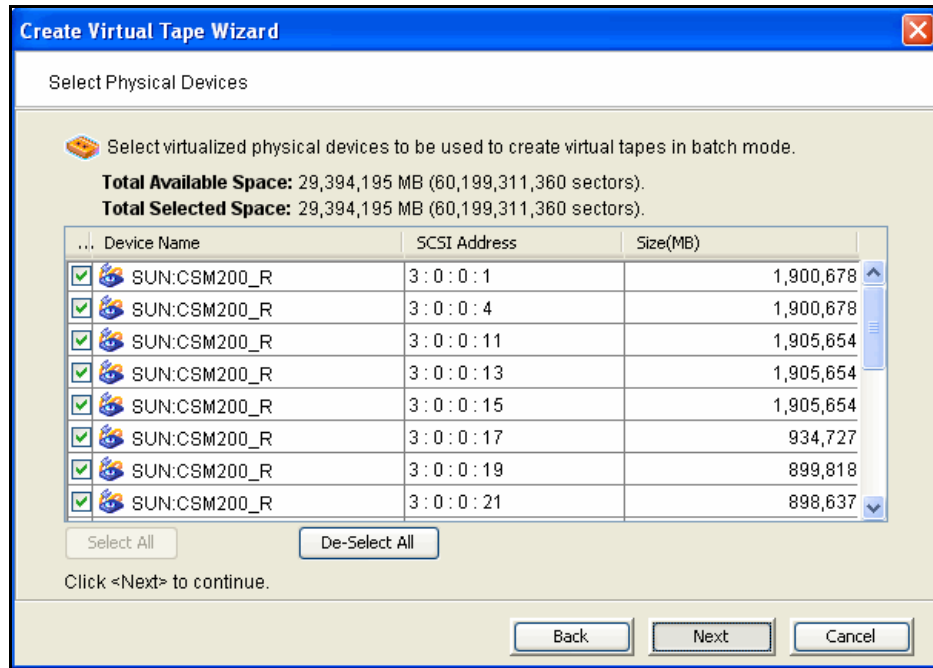 Create Virtual Tape Wizard
Select Physical Devices
Select virtualized physical devices to be used to create virtual tapes in batch mode.
Total Available Space: 29,394,195 MB (60,199,311,360 sectors).
Total Selected Space: 29,394,195 MB (60,199,311,360 sectors).
... Device Name SCSI Address Size(MB)
SUN:CSM200_R 3:0:0:1 1,900,678
SUN:CSM200_R 3:0:0:4 1,900,678
SUN:CSM200_R 3:0:0:11 1,905,654
SUN:CSM200_R 3:0:0:13 1,905,654
SUN:CSM200_R 3:0:0:15 1,905,654
SUN:CSM200_R 3:0:0:17 934,727
SUN:CSM200_R 3:0:0:19 899,818
SUN:CSM200_R 3:0:0:21 898,637
Select All De-Select All
Click <Next> to continue.
Back Next Cancel